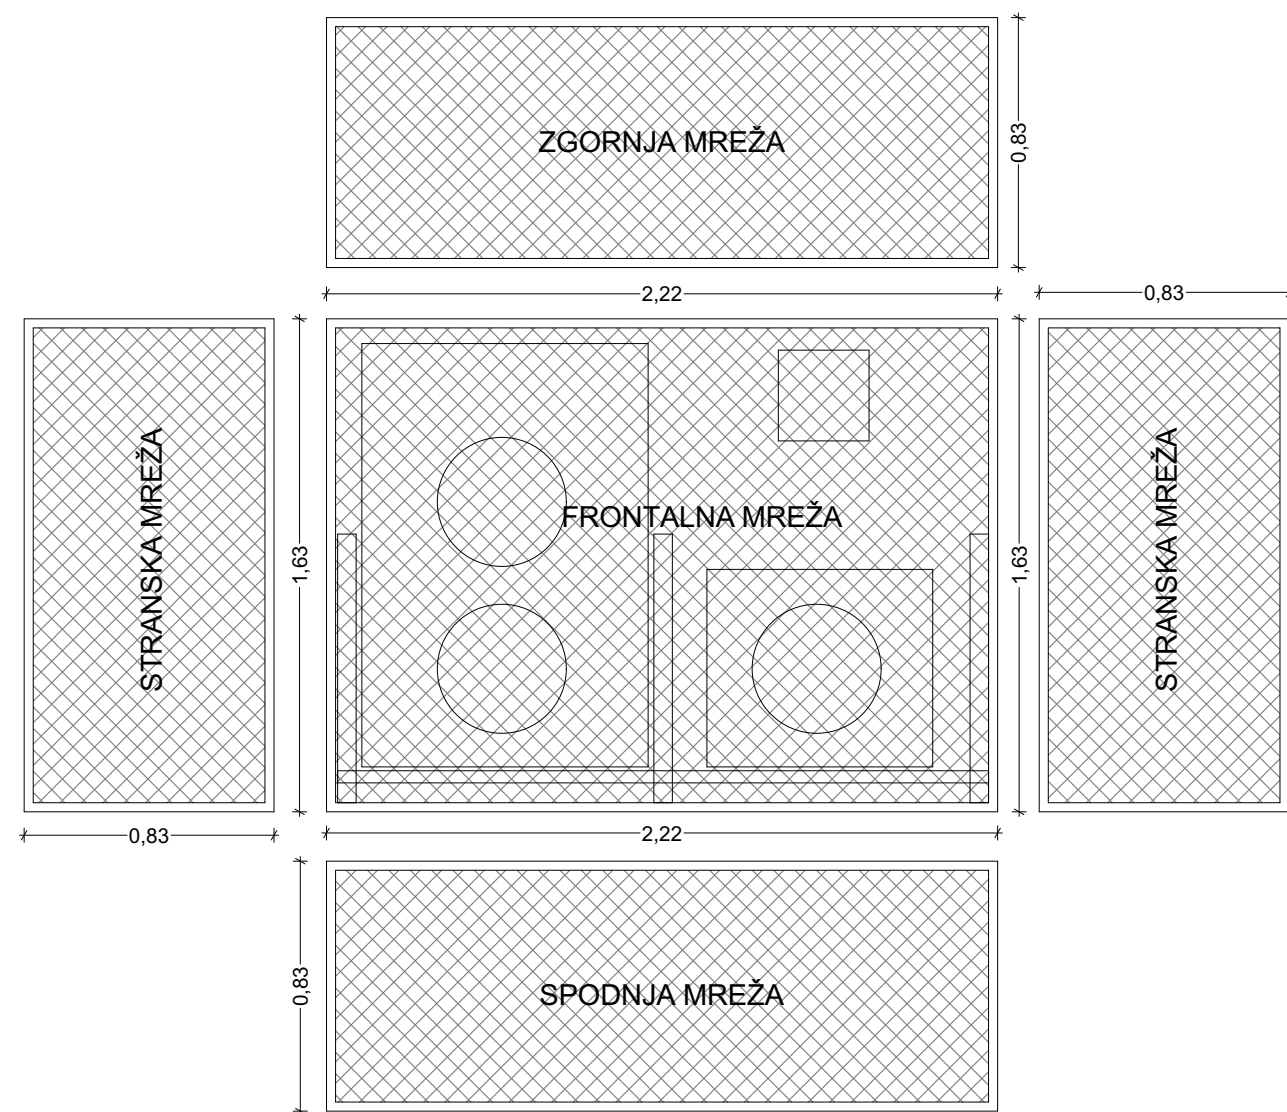 ZGORNJA MREŽA
0,83
2,22
0,83
STRANSKA MREŽA
1,63
FRONTALNA MREŽA
1,63
STRANSKA MREŽA
0,83
2,22
0,83
SPODNJA MREŽA